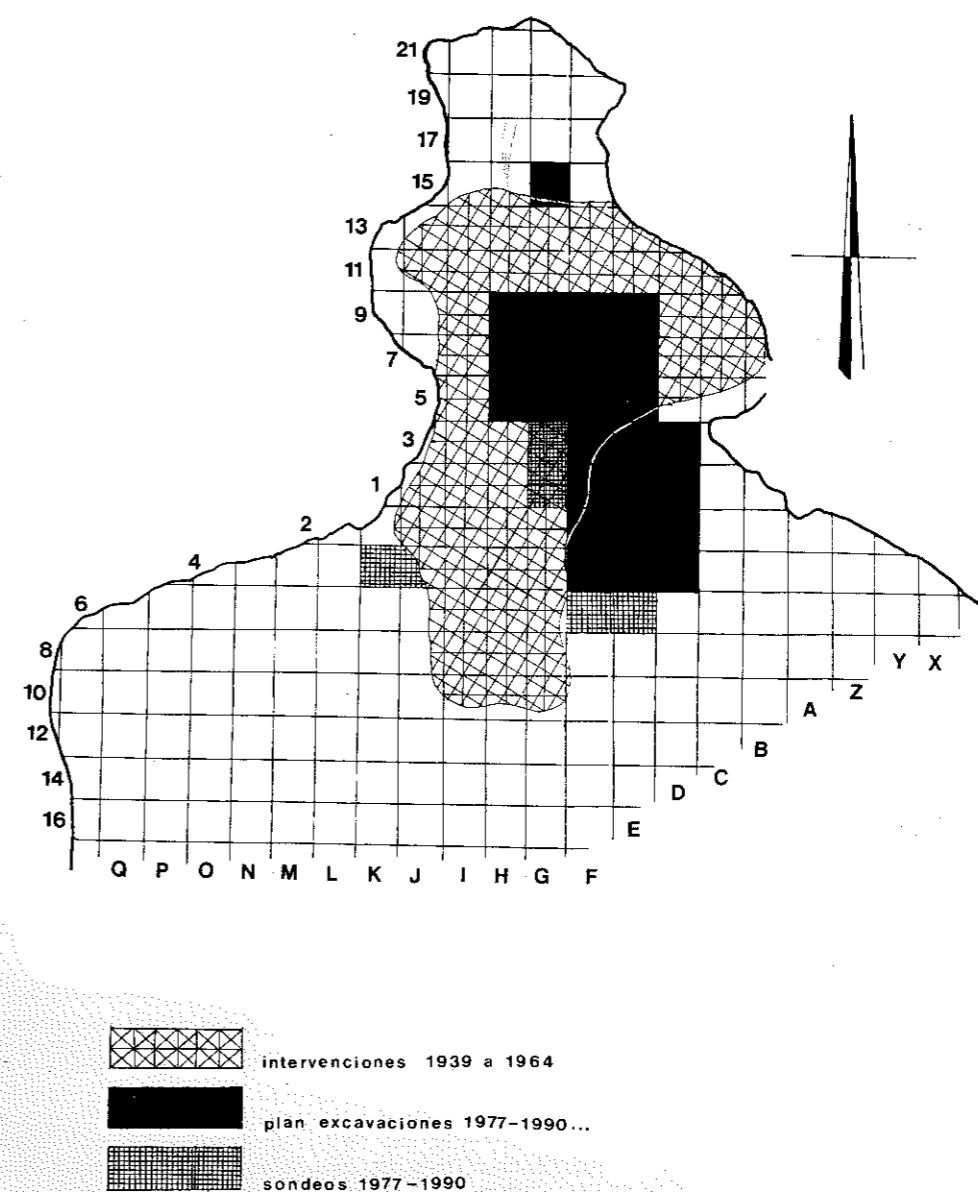 21
19
17
15
13
11
9
7
5
3
1
2
4
6
8
10
12
14
16
Q P O N M L K J I H G F
E
D
C
B
A
Z
Y X
intervenciones 1939 a 1964
plan excavaciones 1977-1990...
sondeos 1977-1990